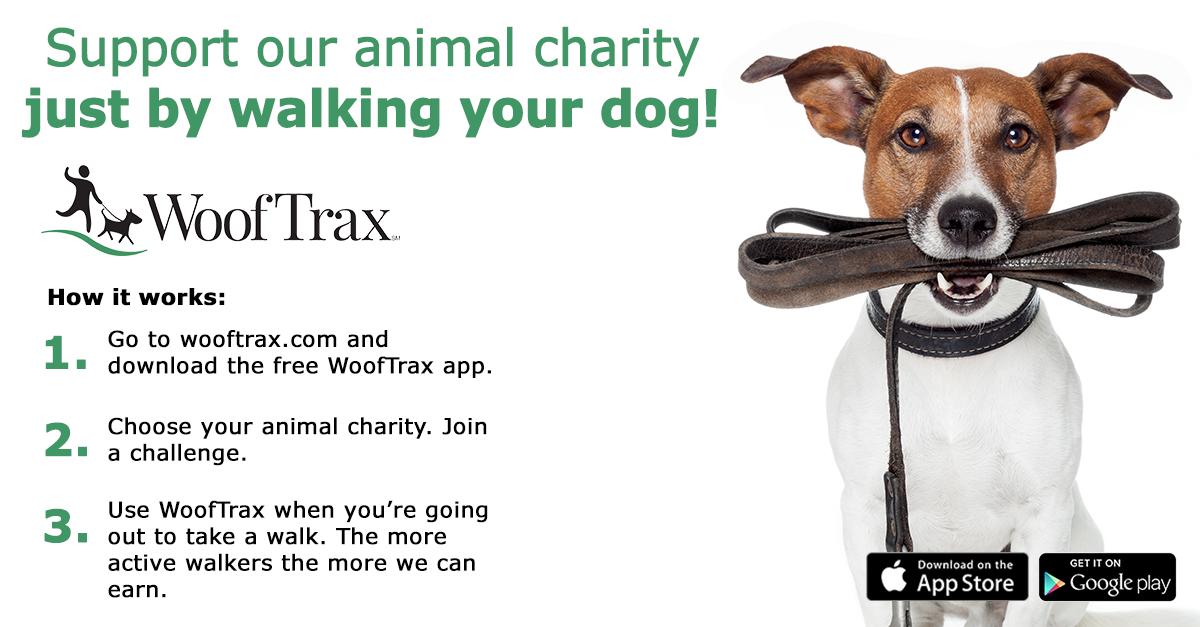 Support our animal charity
just by walking your dog!
WoofTrax℠
How it works:
1. Go to wooftrax.com and
download the free WoofTrax app.
2. Choose your animal charity. Join
a challenge.
3. Use WoofTrax when you’re going
out to take a walk. The more
active walkers the more we can
earn.
Download on the
App Store
GET IT ON
Google play